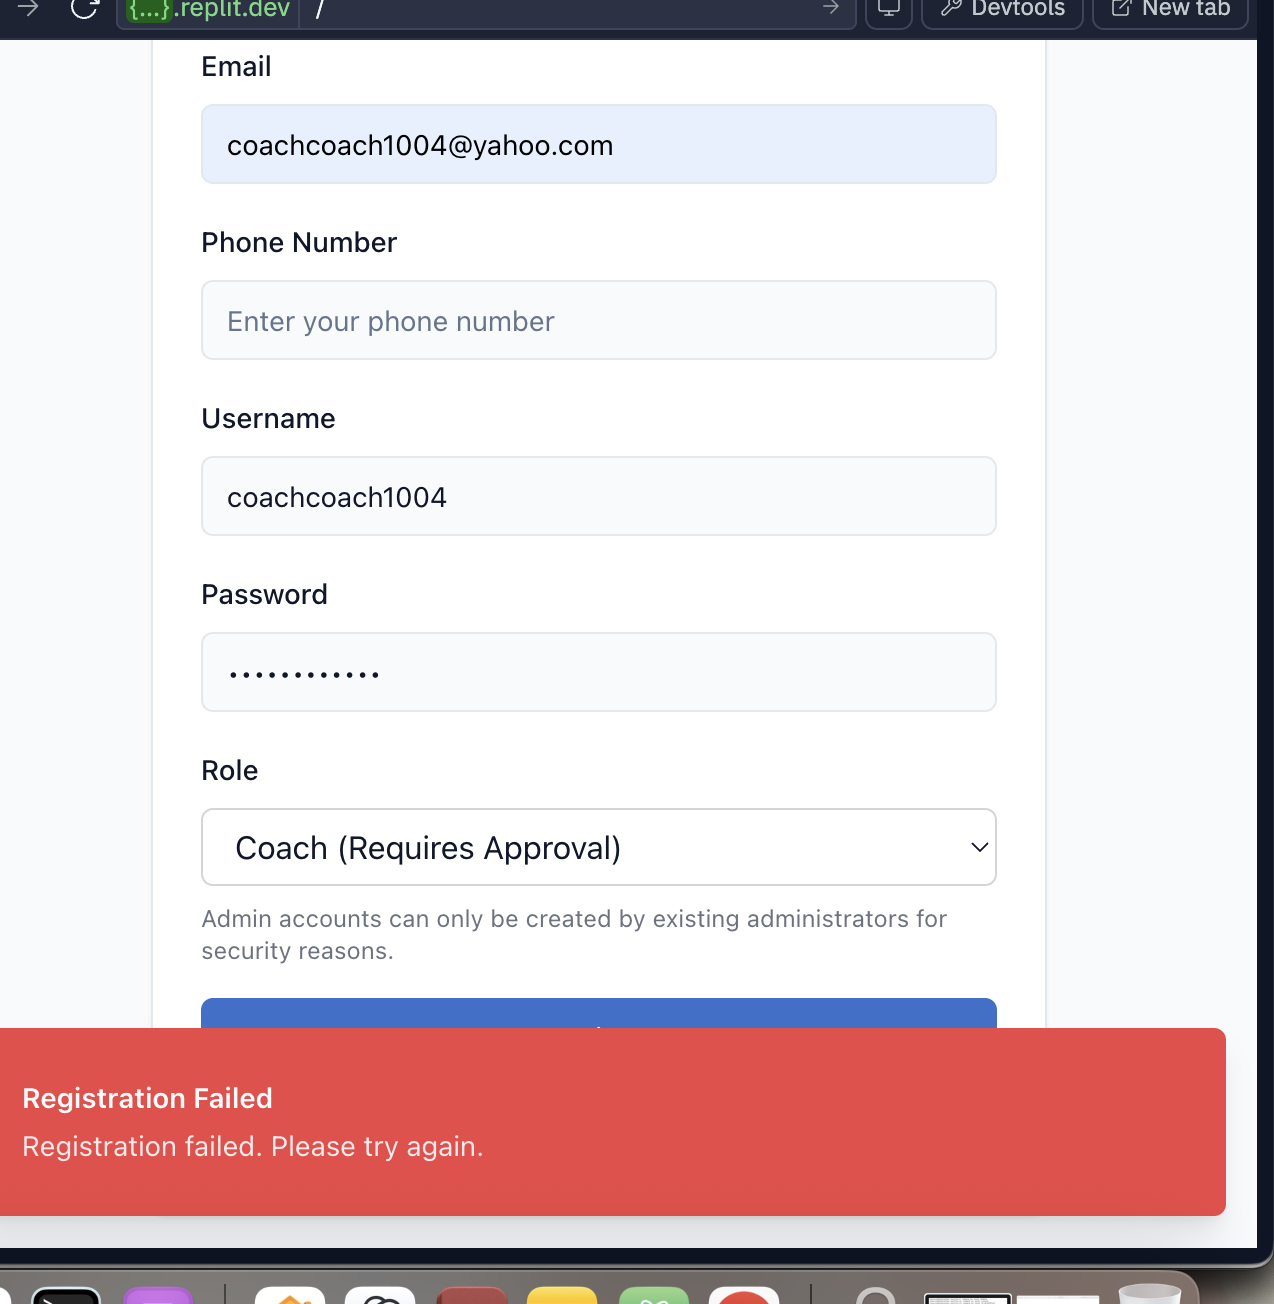 {...}.replit.dev /
Devtools
New tab
Email
coachcoach1004@yahoo.com
Phone Number
Enter your phone number
Username
coachcoach1004
Password
••••••••••••
Role
Coach (Requires Approval)
Admin accounts can only be created by existing administrators for
security reasons.
Registration Failed
Registration failed. Please try again.